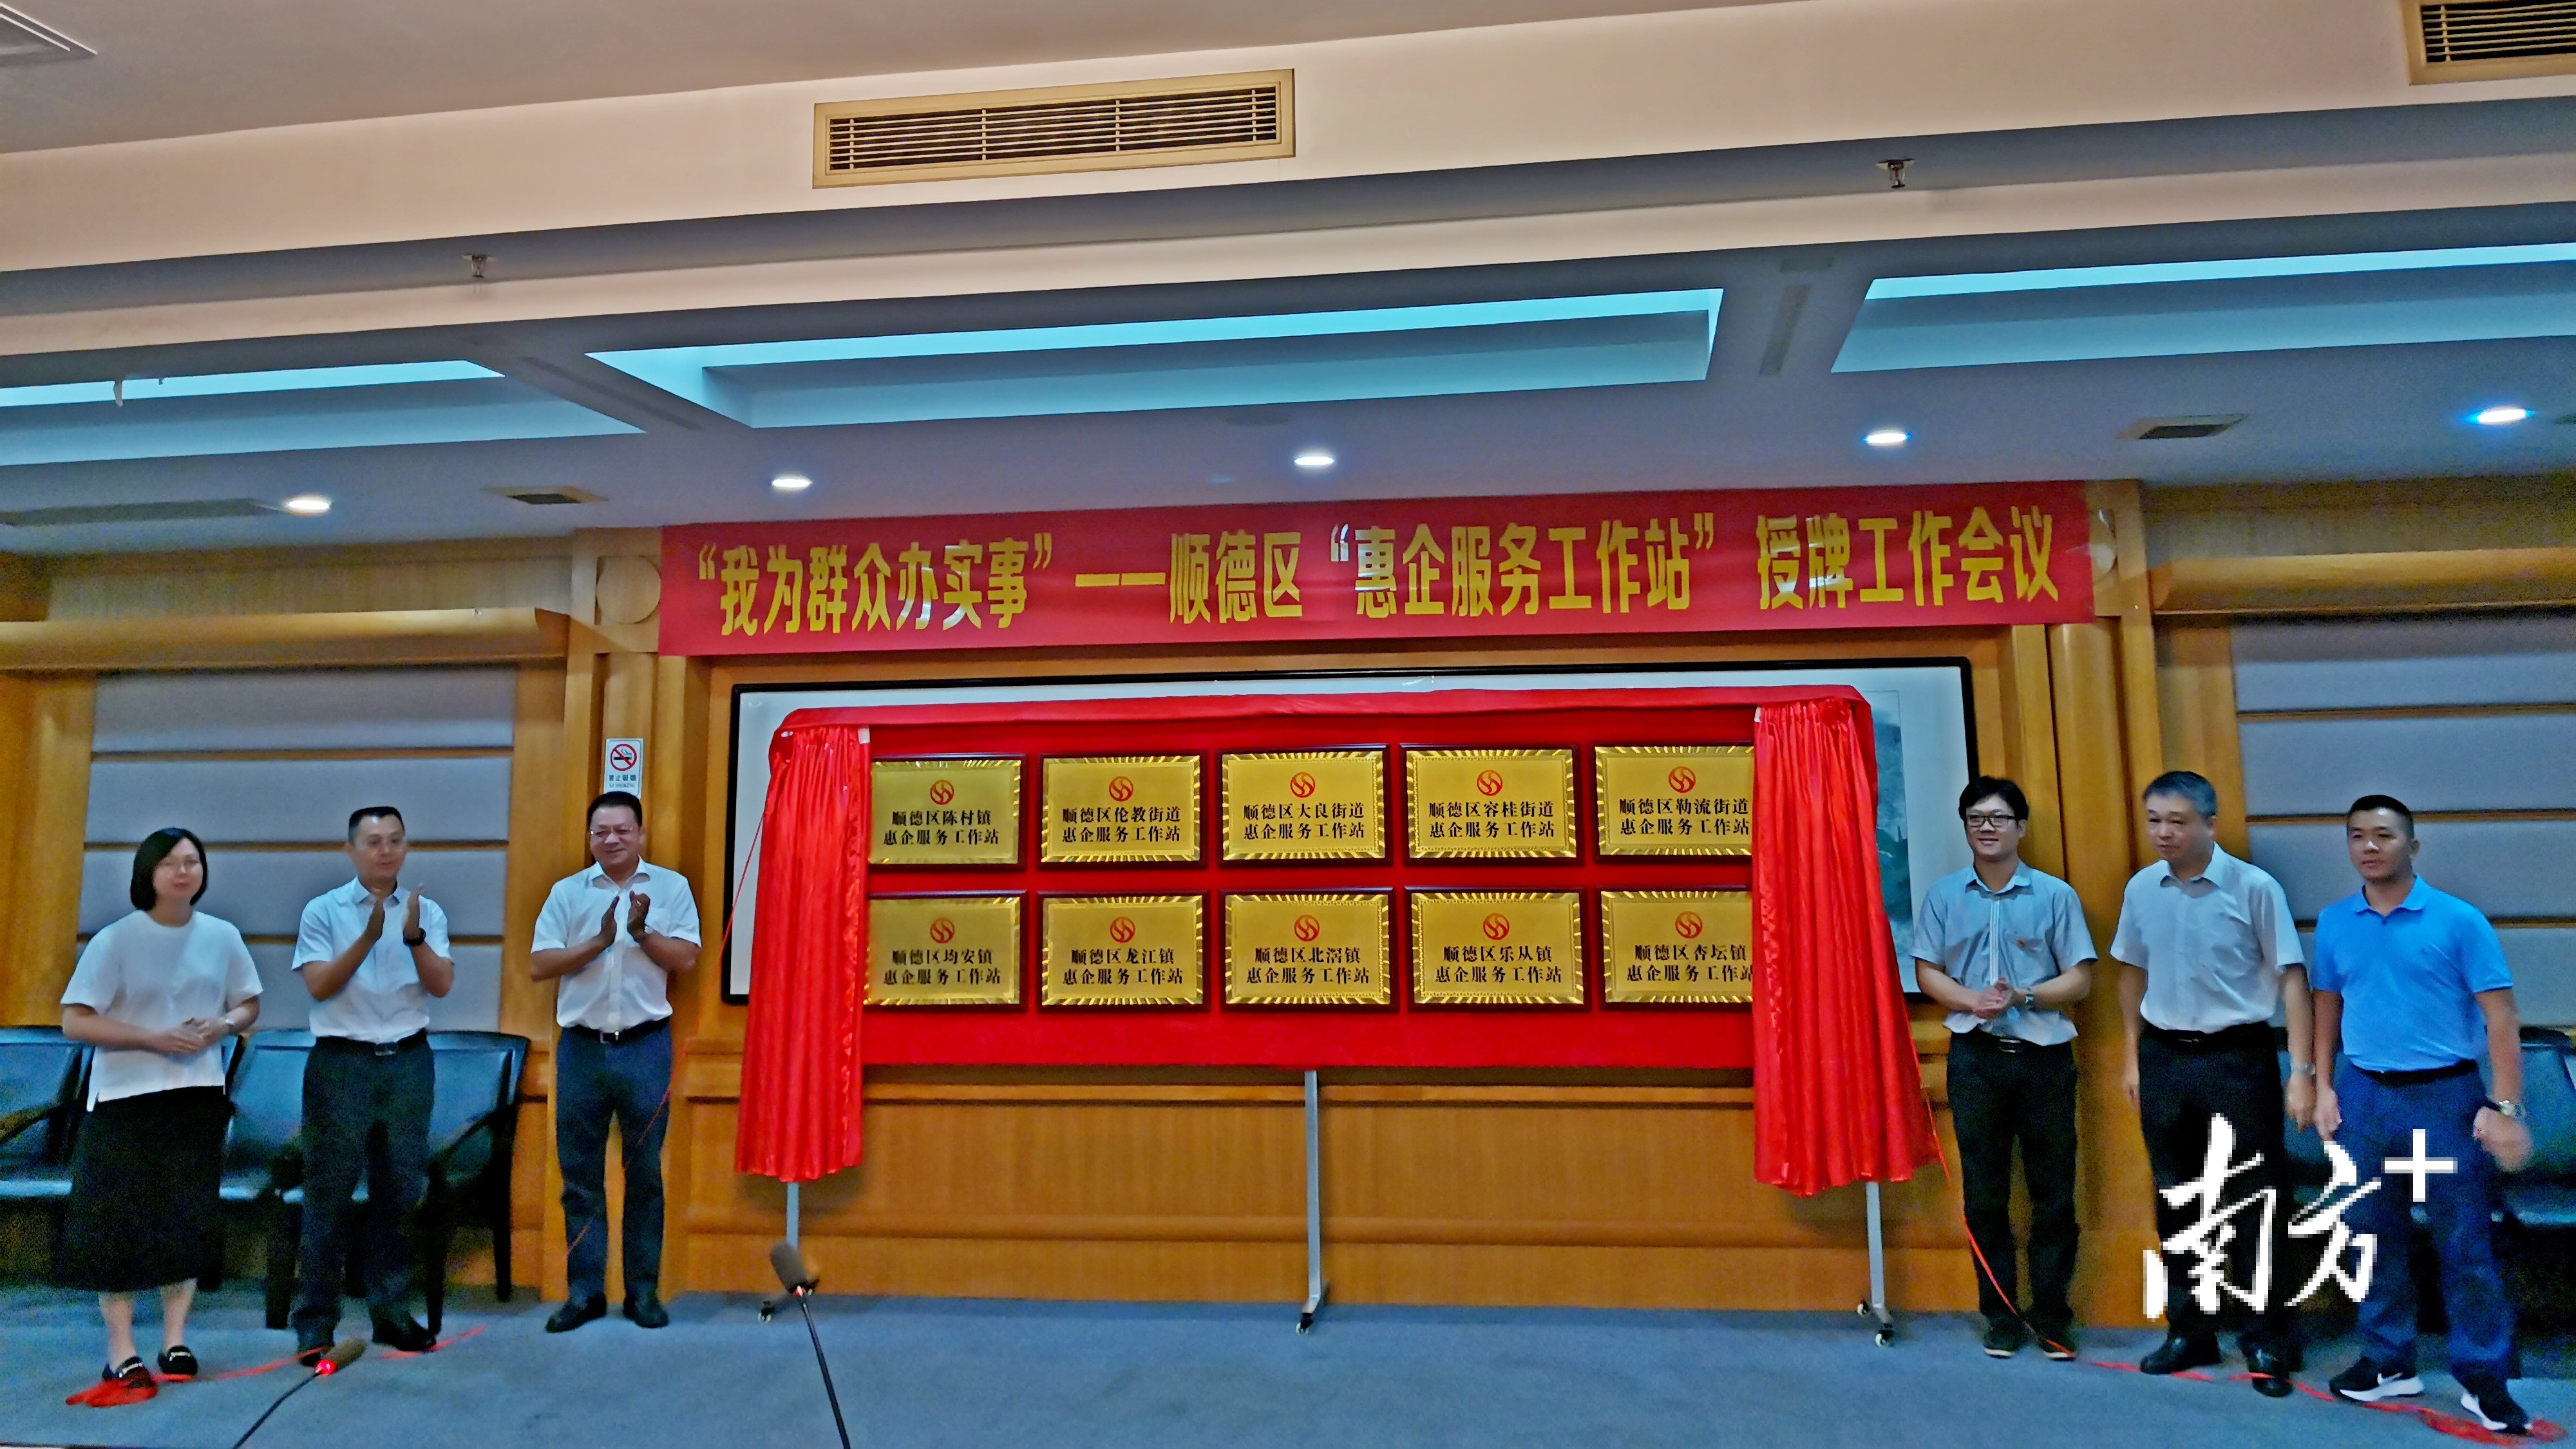 “我为群众办实事”——顺德区“惠企服务工作站”授牌工作会议
顺德区陈村镇
惠企服务工作站
顺德区伦教街道
惠企服务工作站
顺德区大良街道
惠企服务工作站
顺德区容桂街道
惠企服务工作站
顺德区勒流街道
惠企服务工作站
顺德区均安镇
惠企服务工作站
顺德区龙江镇
惠企服务工作站
顺德区北滘镇
惠企服务工作站
顺德区乐从镇
惠企服务工作站
顺德区杏坛镇
惠企服务工作站
禁止吸烟
南方+